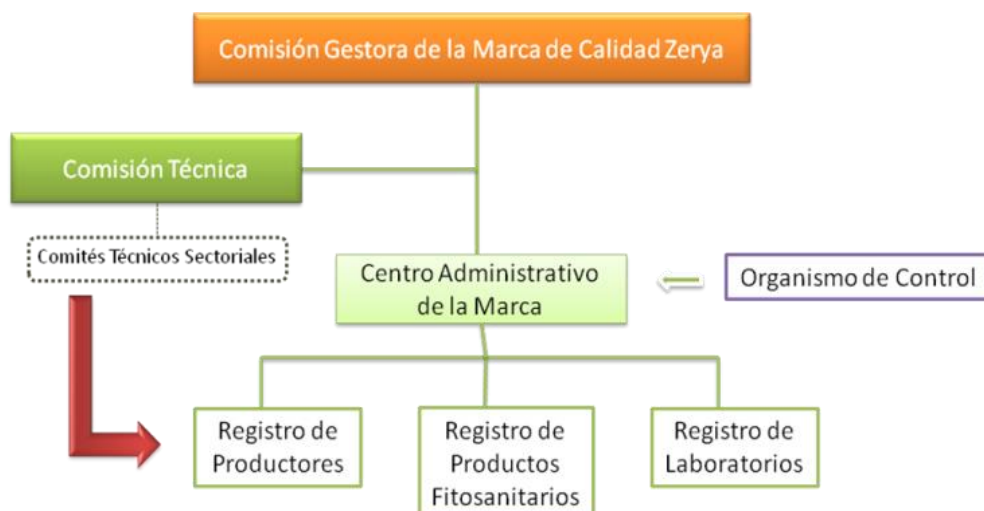 Comisión Gestora de la Marca de Calidad Zerya
Comisión Técnica
Comités Técnicos Sectoriales
Centro Administrativo
de la Marca
Organismo de Control
Registro de
Productores
Registro de
Productos
Fitosanitarios
Registro de
Laboratorios